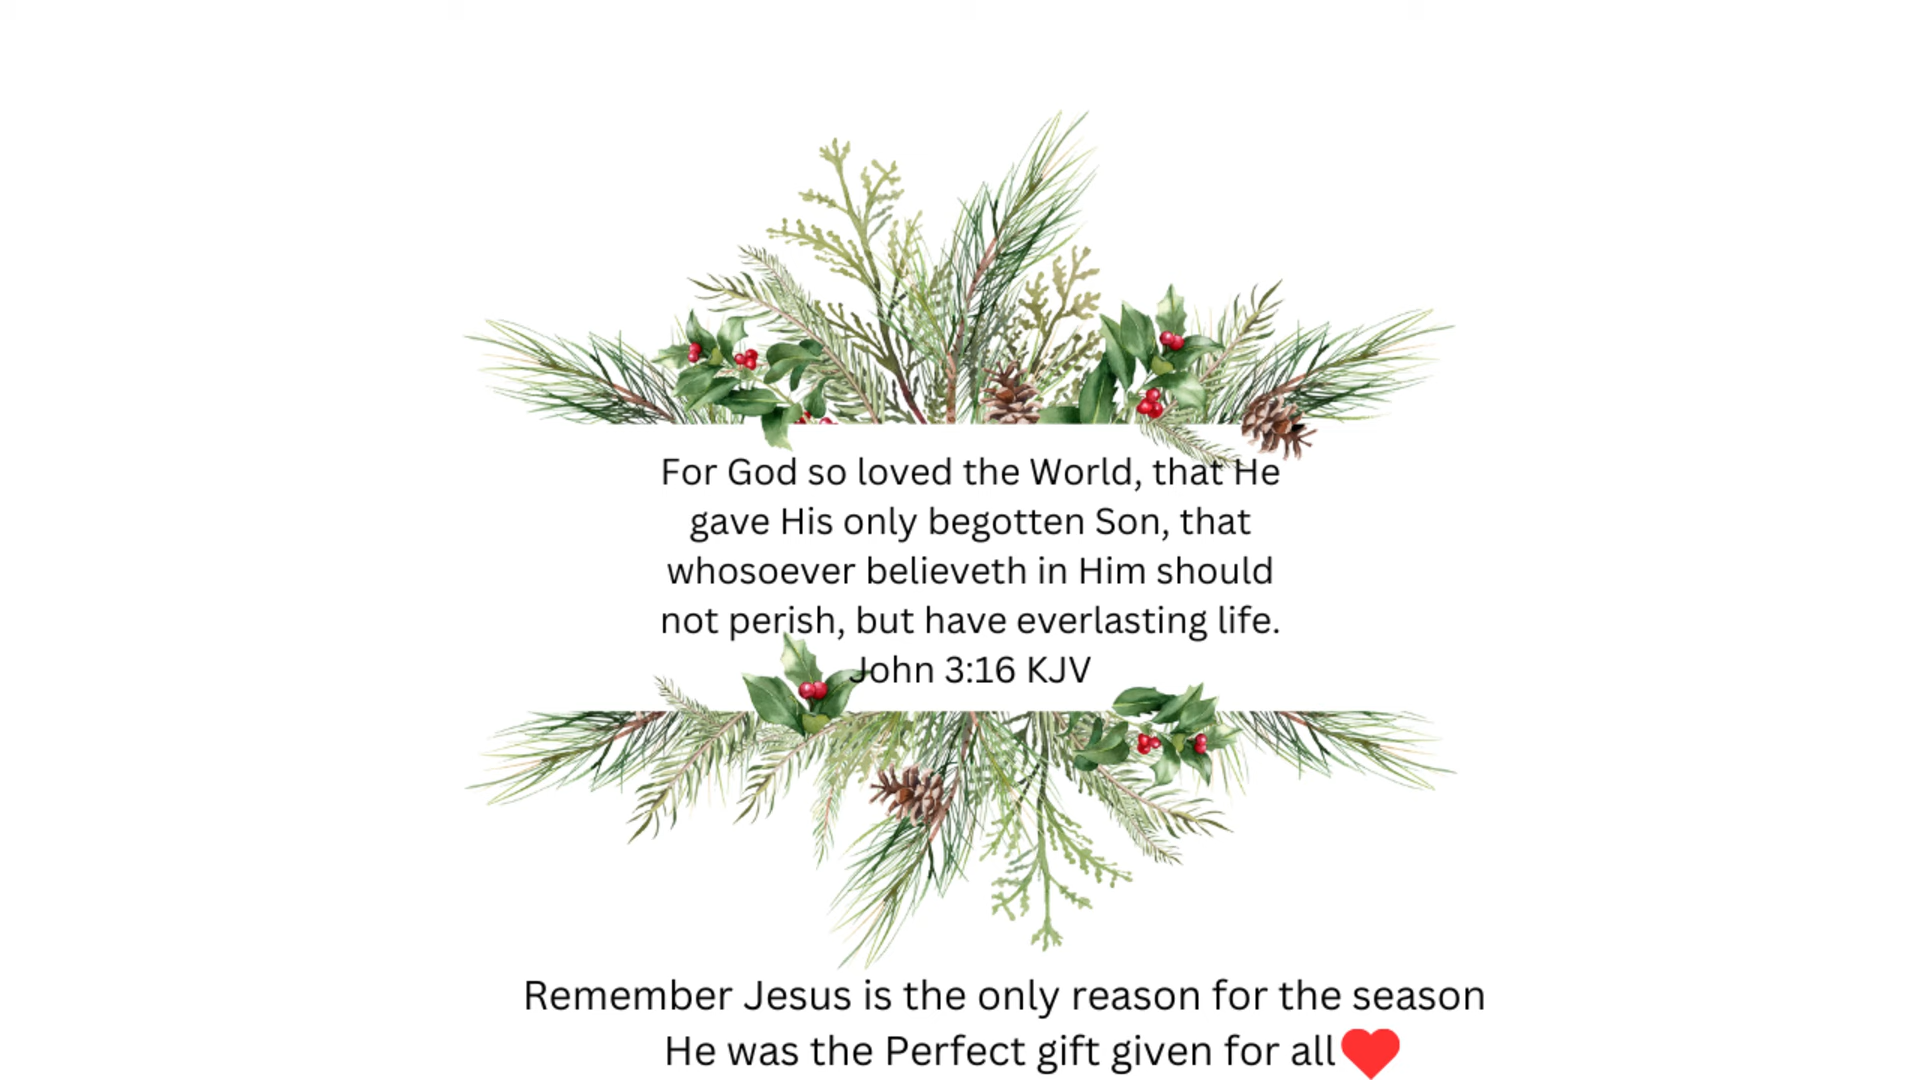 For God so loved the World, that He
gave His only begotten Son, that
whosoever believeth in Him should
not perish, but have everlasting life.
John 3:16 KJV
Remember Jesus is the only reason for the season
He was the Perfect gift given for all❤️